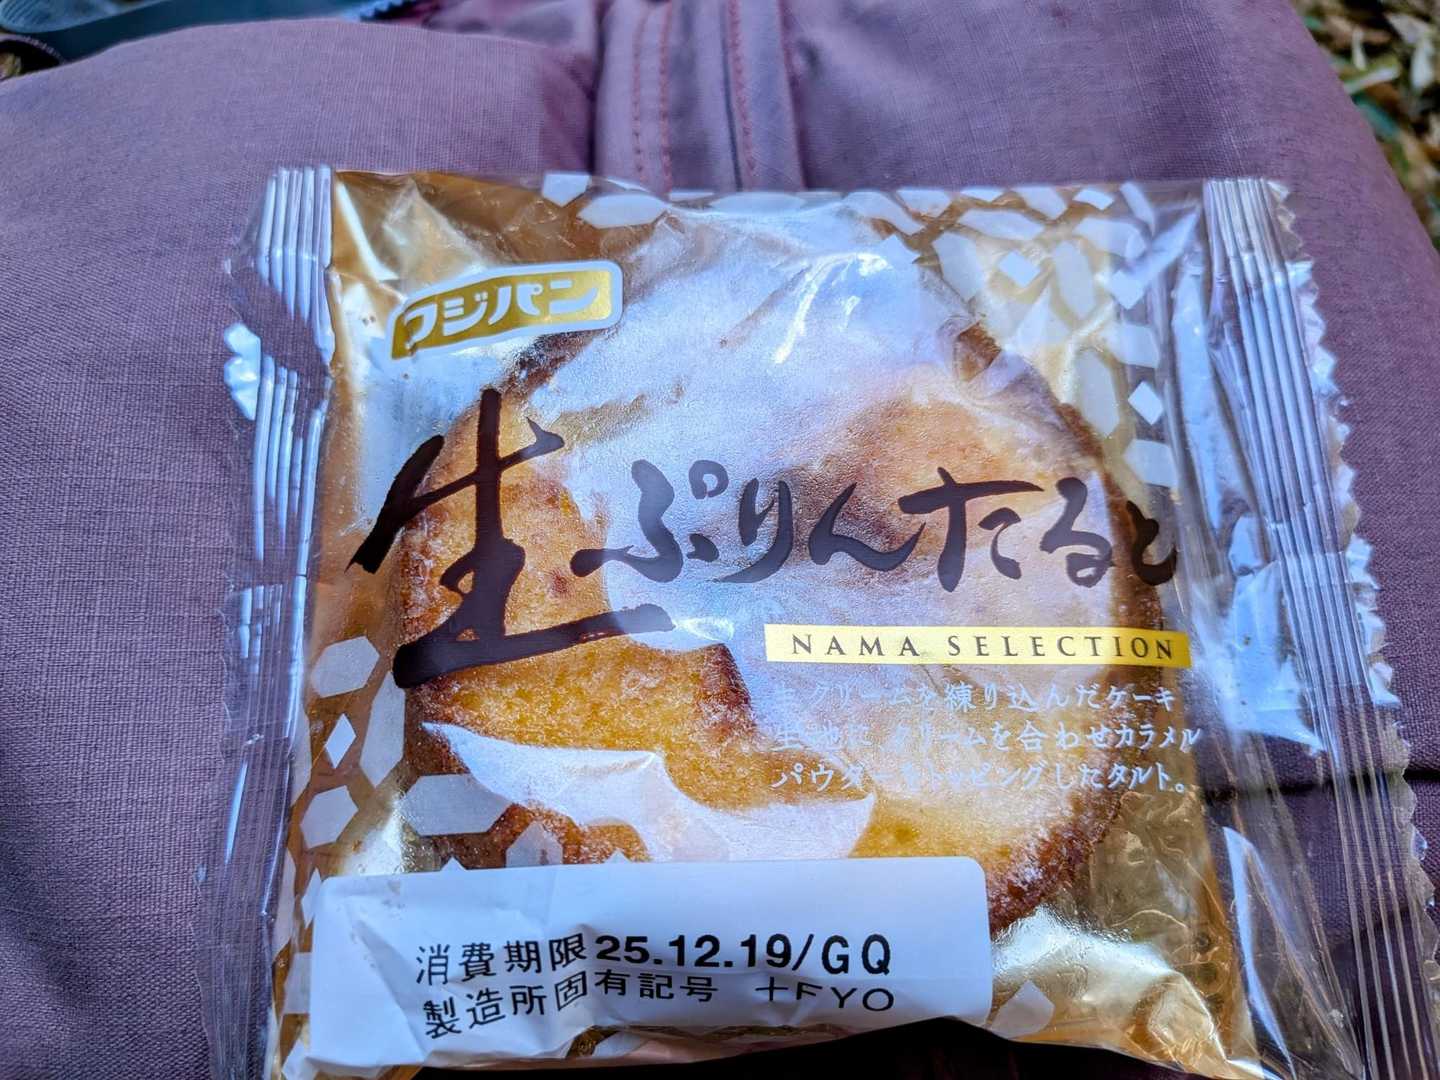 フジパン
生ぷりんたると
NAMA SELECTION
生クリームを練り込んだケーキ
生地に、クリームを合わせカラメル
パウダーをトッピングしたタルト。
消費期限25.12.19/GQ
製造所固有記号 +FYO